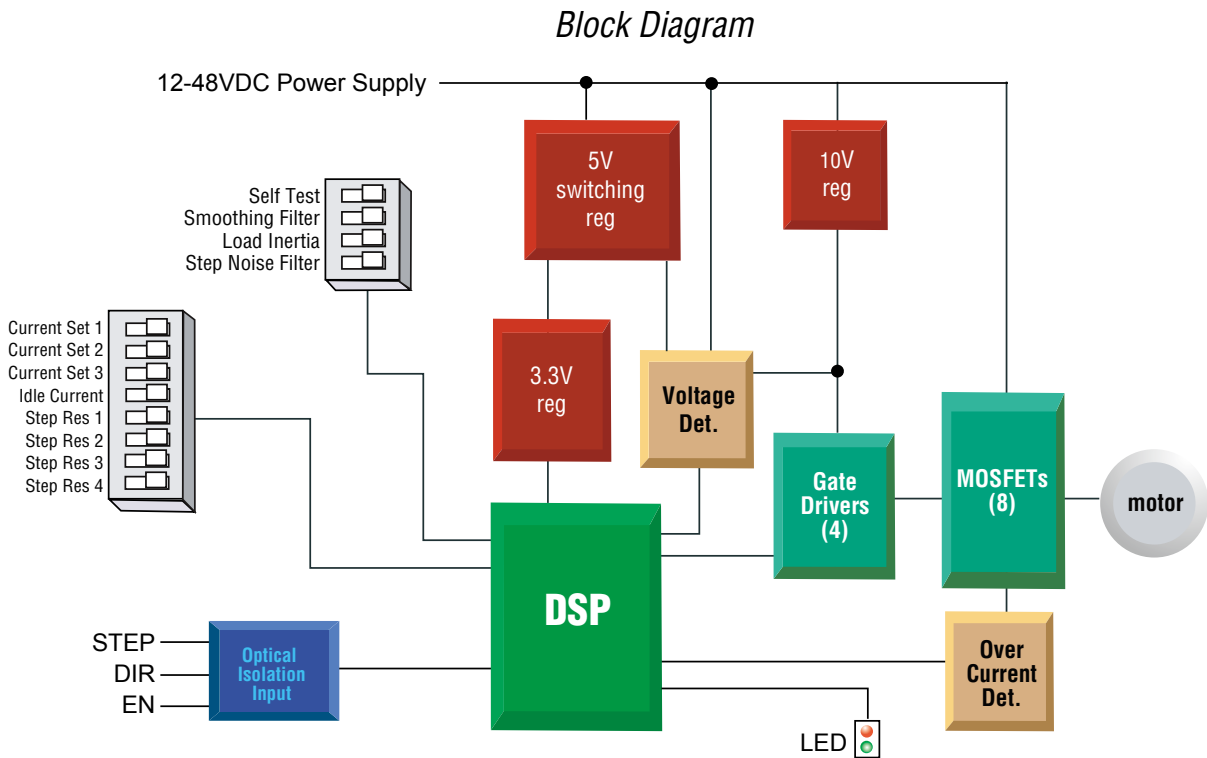 Block Diagram
12-48VDC Power Supply
5V
switching
reg
10V
reg
Self Test
Smoothing Filter
Load Inertia
Step Noise Filter
Current Set 1
Current Set 2
Current Set 3
Idle Current
Step Res 1
Step Res 2
Step Res 3
Step Res 4
3.3V
reg
Voltage
Det.
Gate
Drivers
(4)
MOSFETs
(8)
motor
DSP
STEP
DIR
EN
Optical
Isolation
Input
Over
Current
Det.
LED